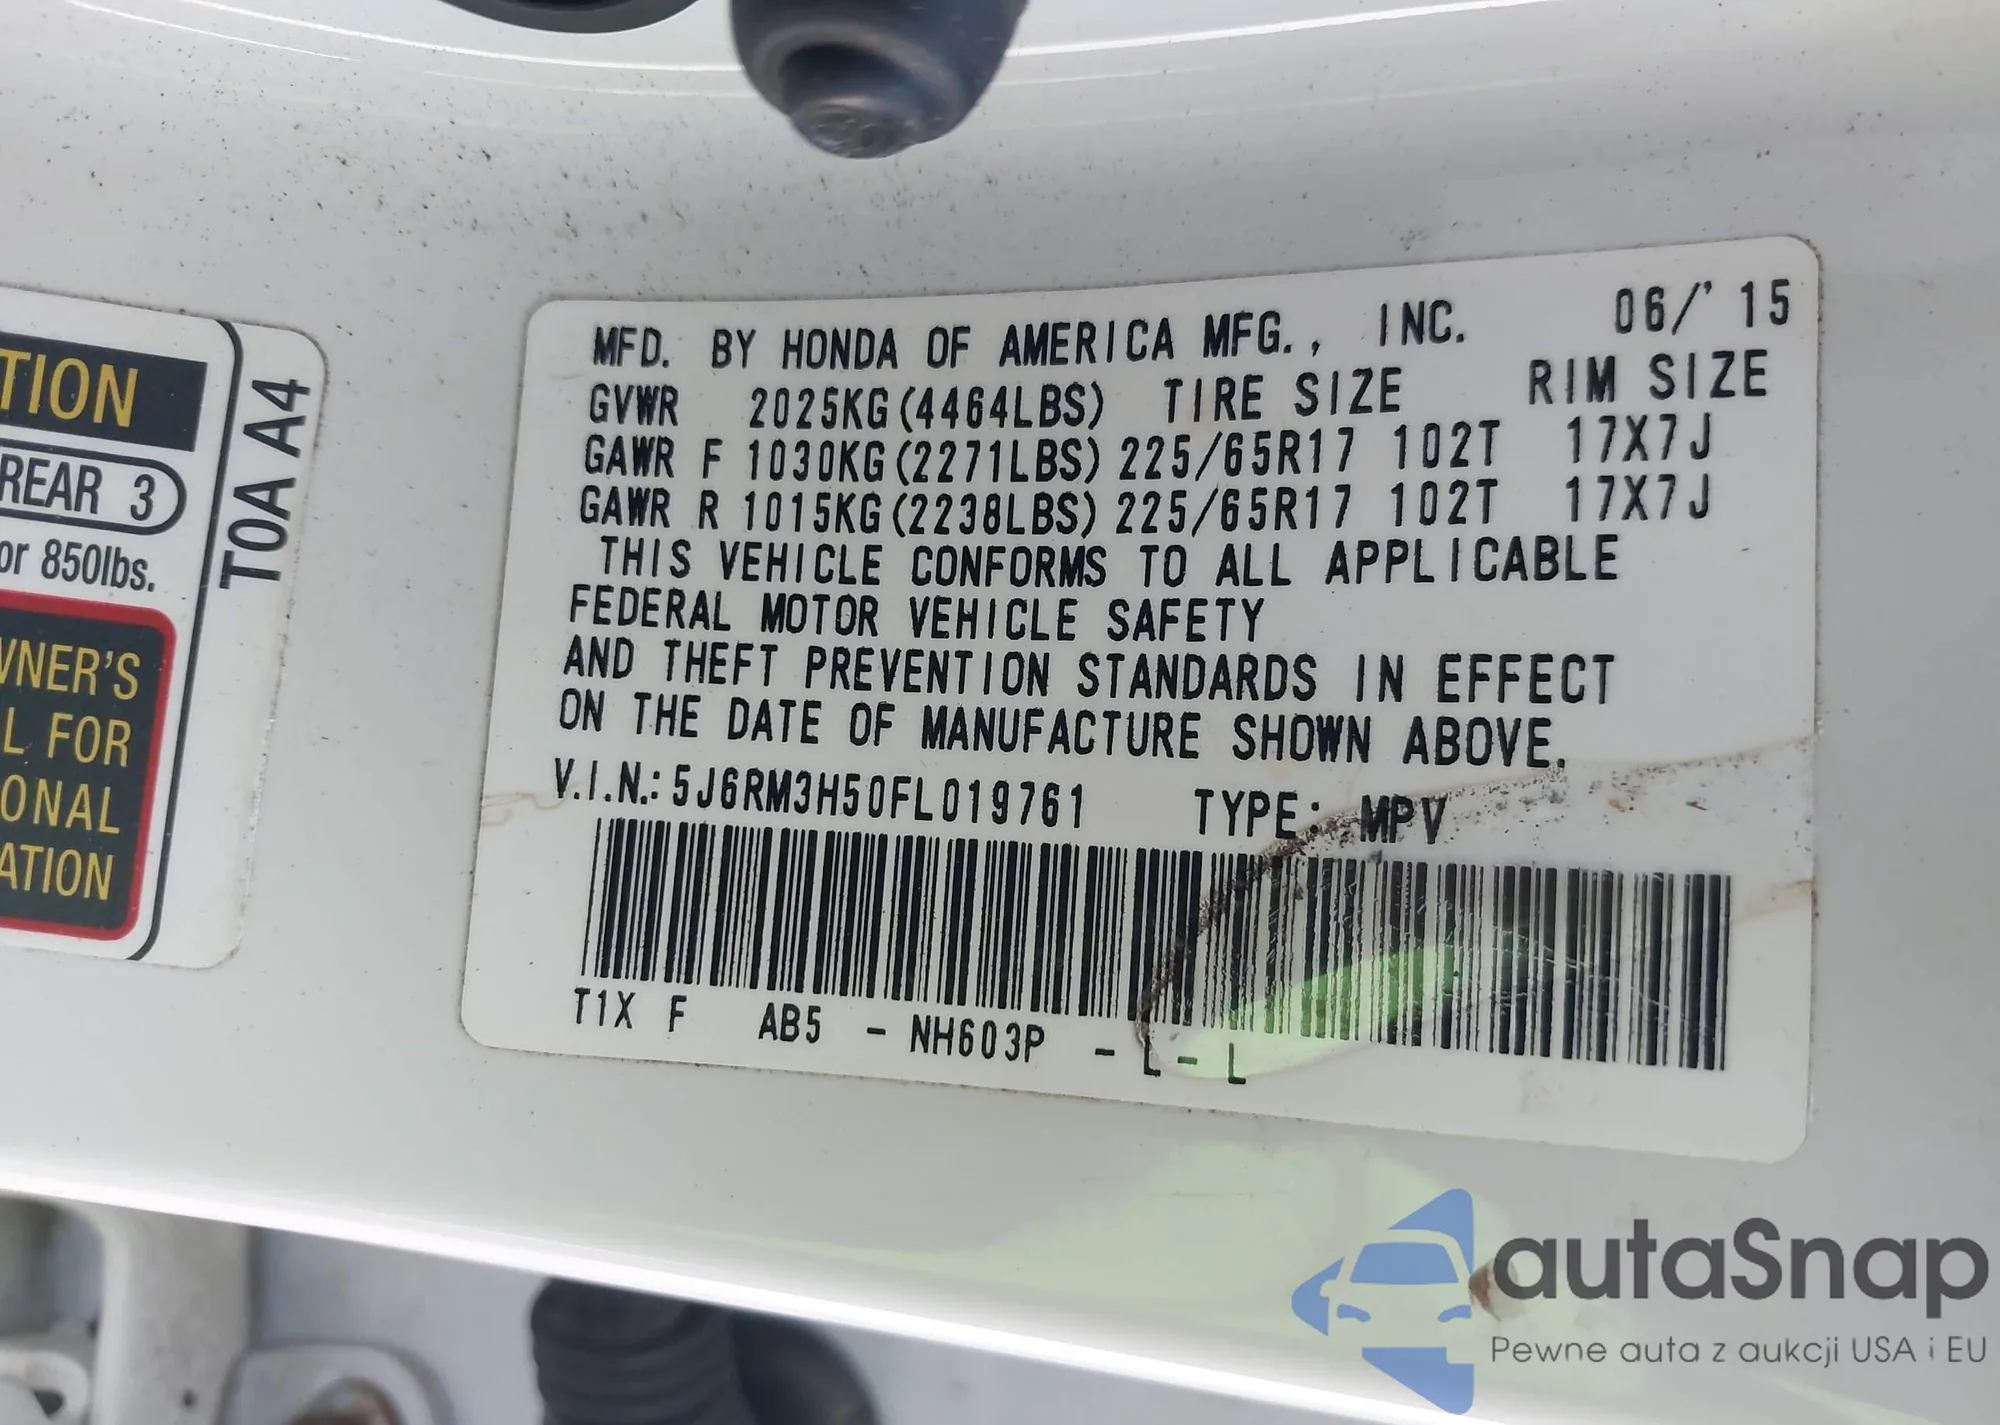 TION
REAR 3
or 850lbs.
WNER'S
L FOR
ONAL
ATION
T0A A4
MFD. BY HONDA OF AMERICA MFG., INC. 06/'15
GVWR 2025KG(4464LBS) TIRE SIZE RIM SIZE
GAWR F 1030KG(2271LBS) 225/65R17 102T 17X7J
GAWR R 1015KG(2238LBS) 225/65R17 102T 17X7J
THIS VEHICLE CONFORMS TO ALL APPLICABLE
FEDERAL MOTOR VEHICLE SAFETY
AND THEFT PREVENTION STANDARDS IN EFFECT
ON THE DATE OF MANUFACTURE SHOWN ABOVE.
V.I.N.: 5J6RM3H50FL019761 TYPE: MPV
T1X F AB5 - NH603P - L - L
autaSnap
Pewne auta z aukcji USA i EU